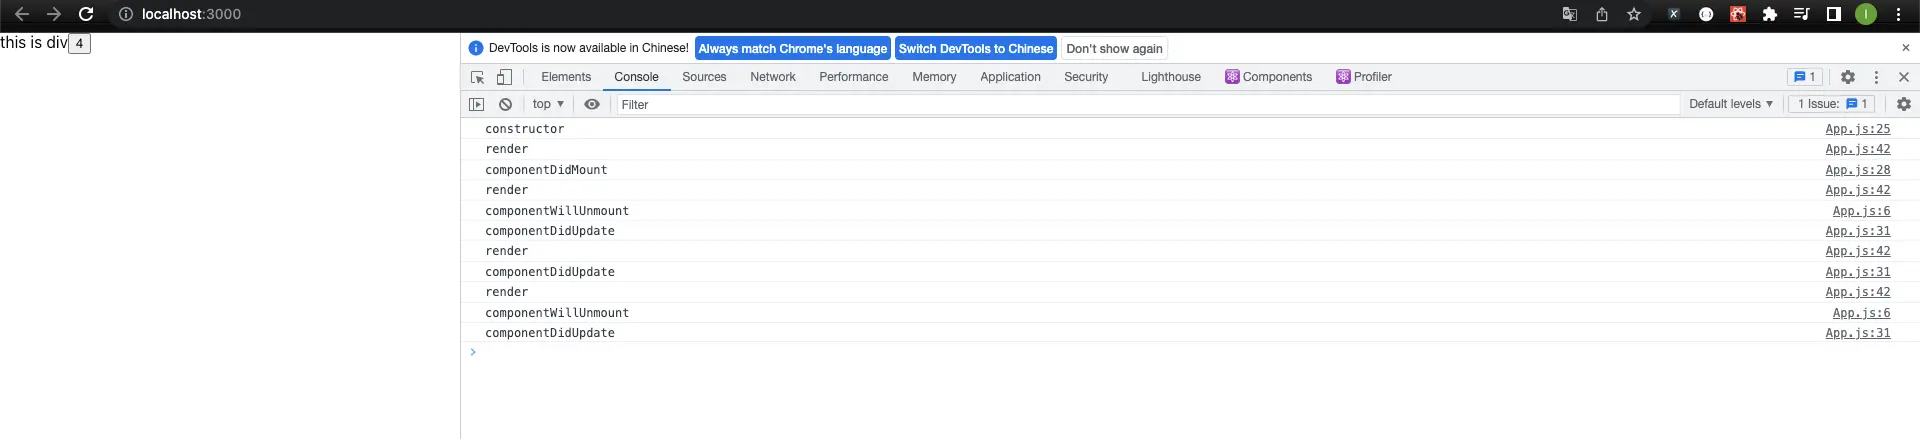 localhost:3000
I
this is div 4
DevTools is now available in Chinese! Always match Chrome's language Switch DevTools to Chinese Don't show again
Elements Console Sources Network Performance Memory Application Security Lighthouse Components Profiler 1
top Filter Default levels 1 Issue: 1
constructor App.js:25
render App.js:42
componentDidMount App.js:28
render App.js:42
componentWillUnmount App.js:6
componentDidUpdate App.js:31
render App.js:42
componentDidUpdate App.js:31
render App.js:42
componentWillUnmount App.js:6
componentDidUpdate App.js:31